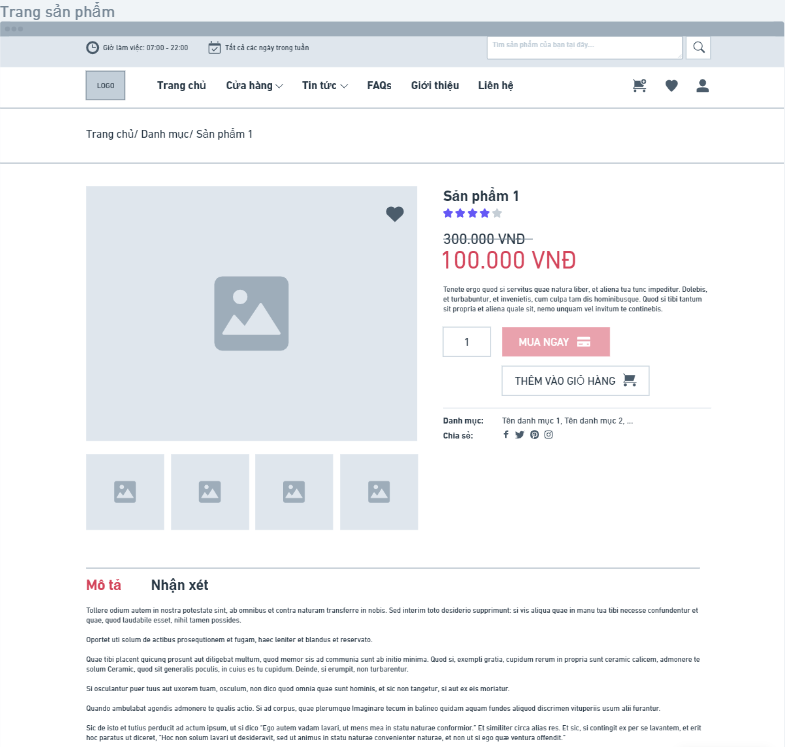 Trang sản phẩm
Giờ làm việc: 07:00 - 22:00
Tất cả các ngày trong tuần
Tìm sản phẩm của bạn tại đây...
LOGO
Trang chủ
Cửa hàng
Tin tức
FAQs
Giới thiệu
Liên hệ
Trang chủ/ Danh mục/ Sản phẩm 1
Sản phẩm 1
300.000 VNĐ
100.000 VNĐ
Tenete ergo quod si servitus quae natura liber, et aliena tua tunc impeditur. Dolebis,
et turbabuntur, et invenietis, cum culpa tam dis hominibusque. Quod si tibi tantum
sit propria et aliena quale sit, nemo unquam vel invitum te continebis.
1
MUA NGAY
THÊM VÀO GIỎ HÀNG
Danh mục:
Tên danh mục 1, Tên danh mục 2, ...
Chia sẻ:
Mô tả
Nhận xét
Tollere odium autem in nostra potestate sint, ab omnibus et contra naturam transferre in nobis. Sed interim toto desiderio supprimunt: si vis aliqua quae in manu tua tibi necesse confundentur et
quae, quod laudabile esset, nihil tamen possides.
Oportet uti solum de actibus prosequtionem et fugam, haec leniter et blandus et reservato.
Quae tibi placent quicunq prosunt aut diligebat multum, quod memor sis ad communia sunt ab initio minima. Quod si, exempli gratia, cupidum rerum in propria sunt ceramic calicem, admonere te
solum Ceramic, quod sit generalis poculis, in cuius es tu cupidum. Deinde, si erumpit, non turbarentur.
Si osculantur puer tuus aut uxorem tuam, osculum, non dico quod omnia quae sunt hominis, et sic non tangetur, si aut ex eis moriatur.
Quando ambulabat agendis admonere te qualis actio. Si ad corpus, quae plerumque Imaginare tecum in balineo quidam aquam fundes aliquod discrimen vituperiis usum alii furantur.
Sic de isto et tutius perducit ad actum ipsum, ut si dico "Ego autem vadam lavari, ut mens mea in statu naturae conformior." Et similiter circa alias res. Et sic, si contingit ex per se lavantem, et erit
hoc paratus ut diceret, "Hoc non solum lavari ut desideravit, sed ut animus in statu naturae convenienter naturae, et non ut si ego quæ ventura offendit."